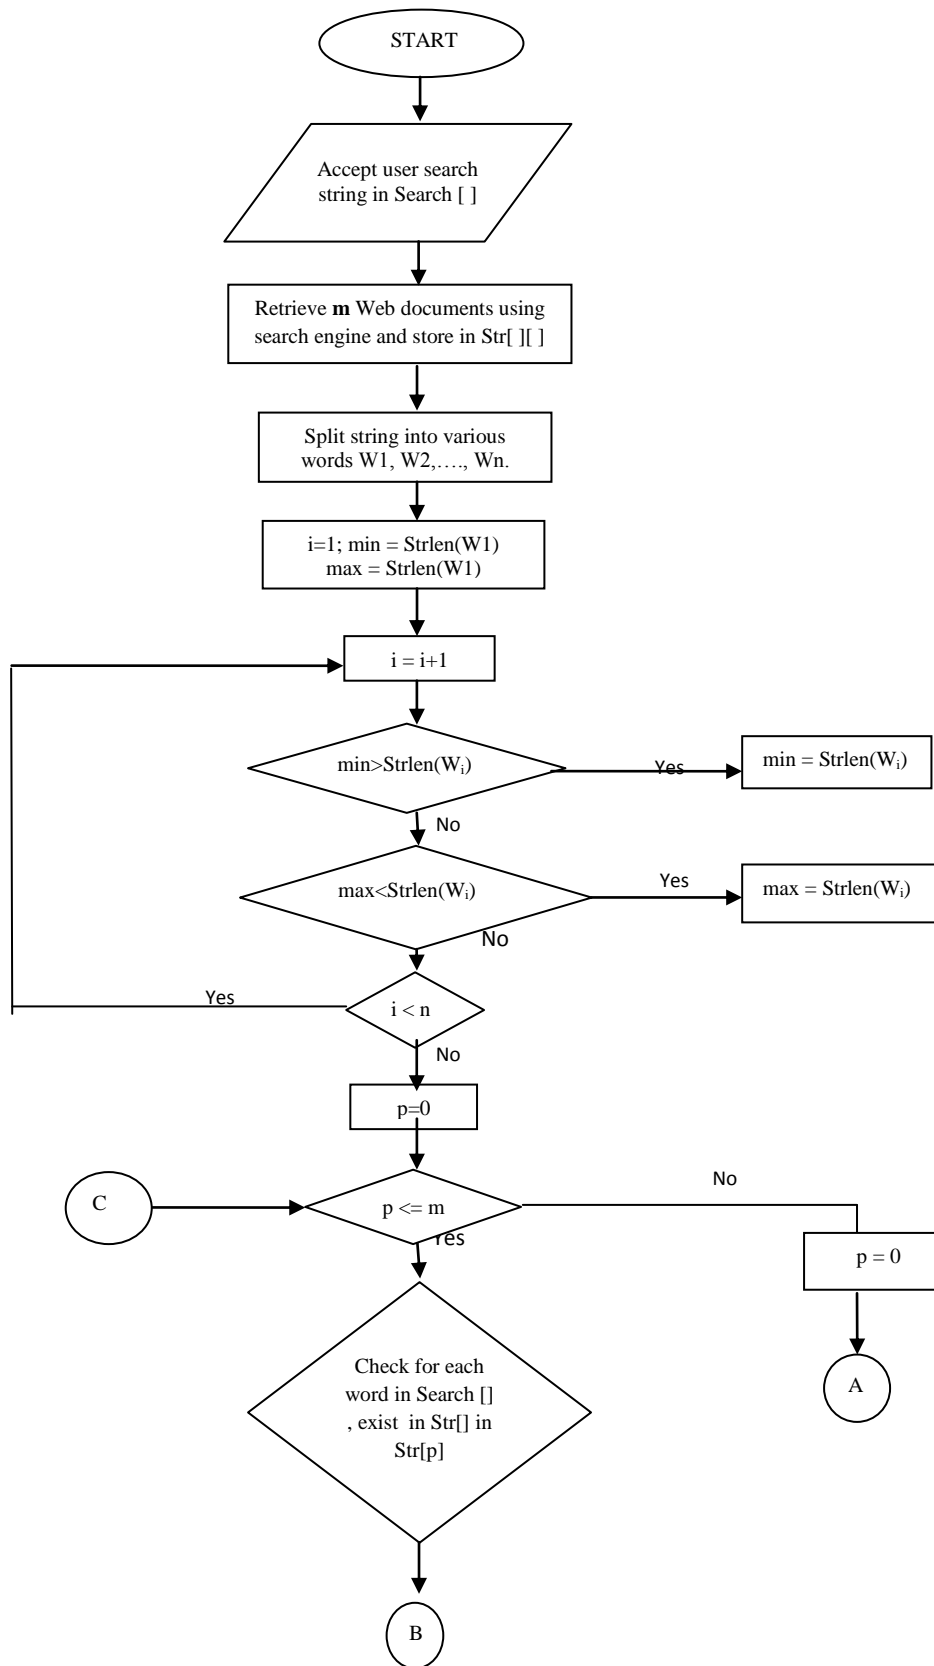 START
Accept user search
string in Search [ ]
Retrieve m Web documents using
search engine and store in Str[ ][ ]
Split string into various
words W1, W2,…., Wn.
i=1; min = Strlen(W1)
max = Strlen(W1)
i = i+1
min>Strlen(Wᵢ)
Yes
min = Strlen(Wᵢ)
No
max<Strlen(Wᵢ)
Yes
max = Strlen(Wᵢ)
No
i < n
Yes
No
p=0
C
p <= m
No
Yes
p = 0
A
Check for each
word in Search []
, exist in Str[] in
Str[p]
B